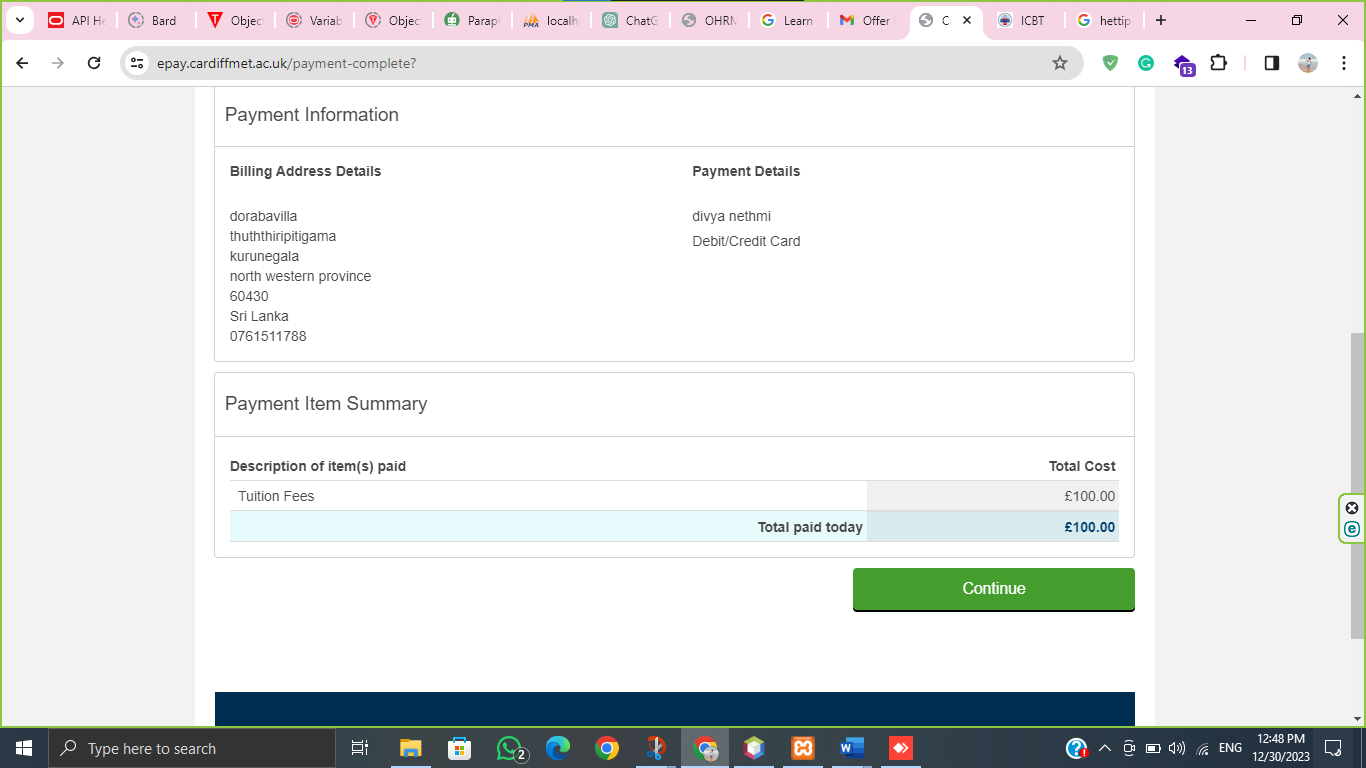 API He
Bard
Objec
Variab
Objec
Parap
localh
ChatG
OHRM
Learn
Offer
C
ICBT
hettip
epay.cardiffmet.ac.uk/payment-complete?
13
Payment Information
Billing Address Details
Payment Details
dorabavilla
thuththiripitigama
kurunegala
north western province
60430
Sri Lanka
0761511788
divya nethmi
Debit/Credit Card
Payment Item Summary
Description of item(s) paid
Total Cost
Tuition Fees
£100.00
Total paid today
£100.00
Continue
Type here to search
2
ENG
12:48 PM
12/30/2023